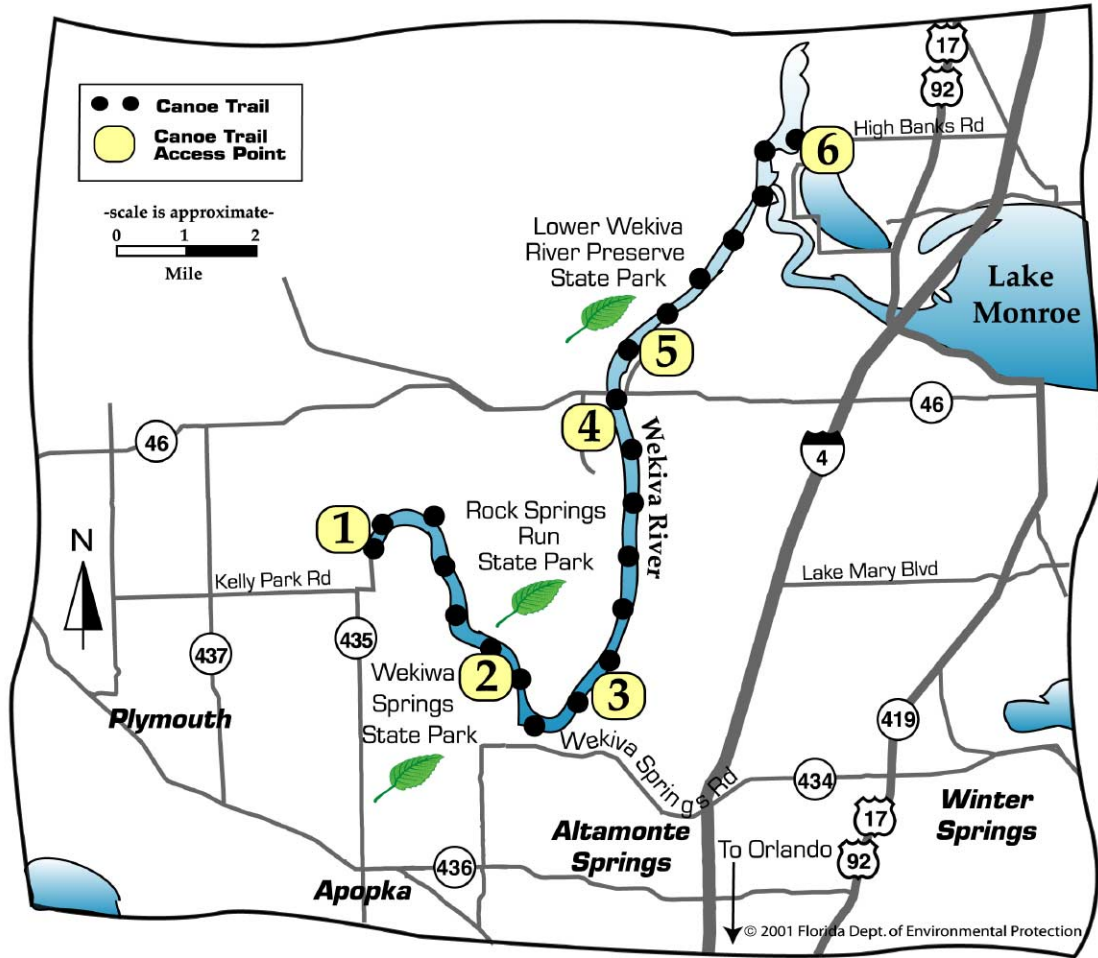 17
92
Canoe Trail
Canoe Trail
Access Point
High Banks Rd
6
-scale is approximate-
0 1 2
Mile
Lower Wekiva
River Preserve
State Park
Lake
Monroe
5
4
46
46
4
Wekiva River
Rock Springs
Run
State Park
1
N
Kelly Park Rd
Lake Mary Blvd
435
437
2
3
Wekiwa
Springs
State Park
Plymouth
Wekiva Springs Rd
419
434
Altamonte
Springs
Winter
Springs
17
92
To Orlando
436
Apopka
© 2001 Florida Dept. of Environmental Protection